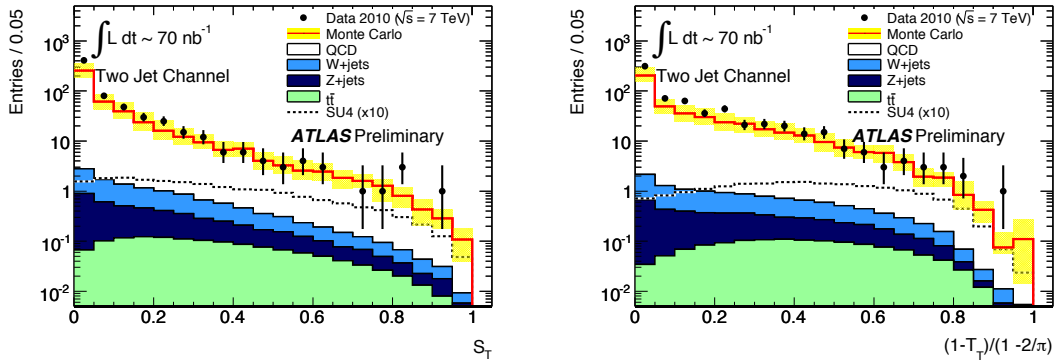 Entries / 0.05
10³
10²
10
1
10⁻¹
10⁻²
∫L dt ~ 70 nb⁻¹
Two Jet Channel
Data 2010 (√s = 7 TeV)
Monte Carlo
QCD
W+jets
Z+jets
tt̄
SU4 (x10)
ATLAS Preliminary
0 0.2 0.4 0.6 0.8 1
S_T
Entries / 0.05
10³
10²
10
1
10⁻¹
10⁻²
∫L dt ~ 70 nb⁻¹
Two Jet Channel
Data 2010 (√s = 7 TeV)
Monte Carlo
QCD
W+jets
Z+jets
tt̄
SU4 (x10)
ATLAS Preliminary
0 0.2 0.4 0.6 0.8 1
(1-T_T)/(1 -2/π)